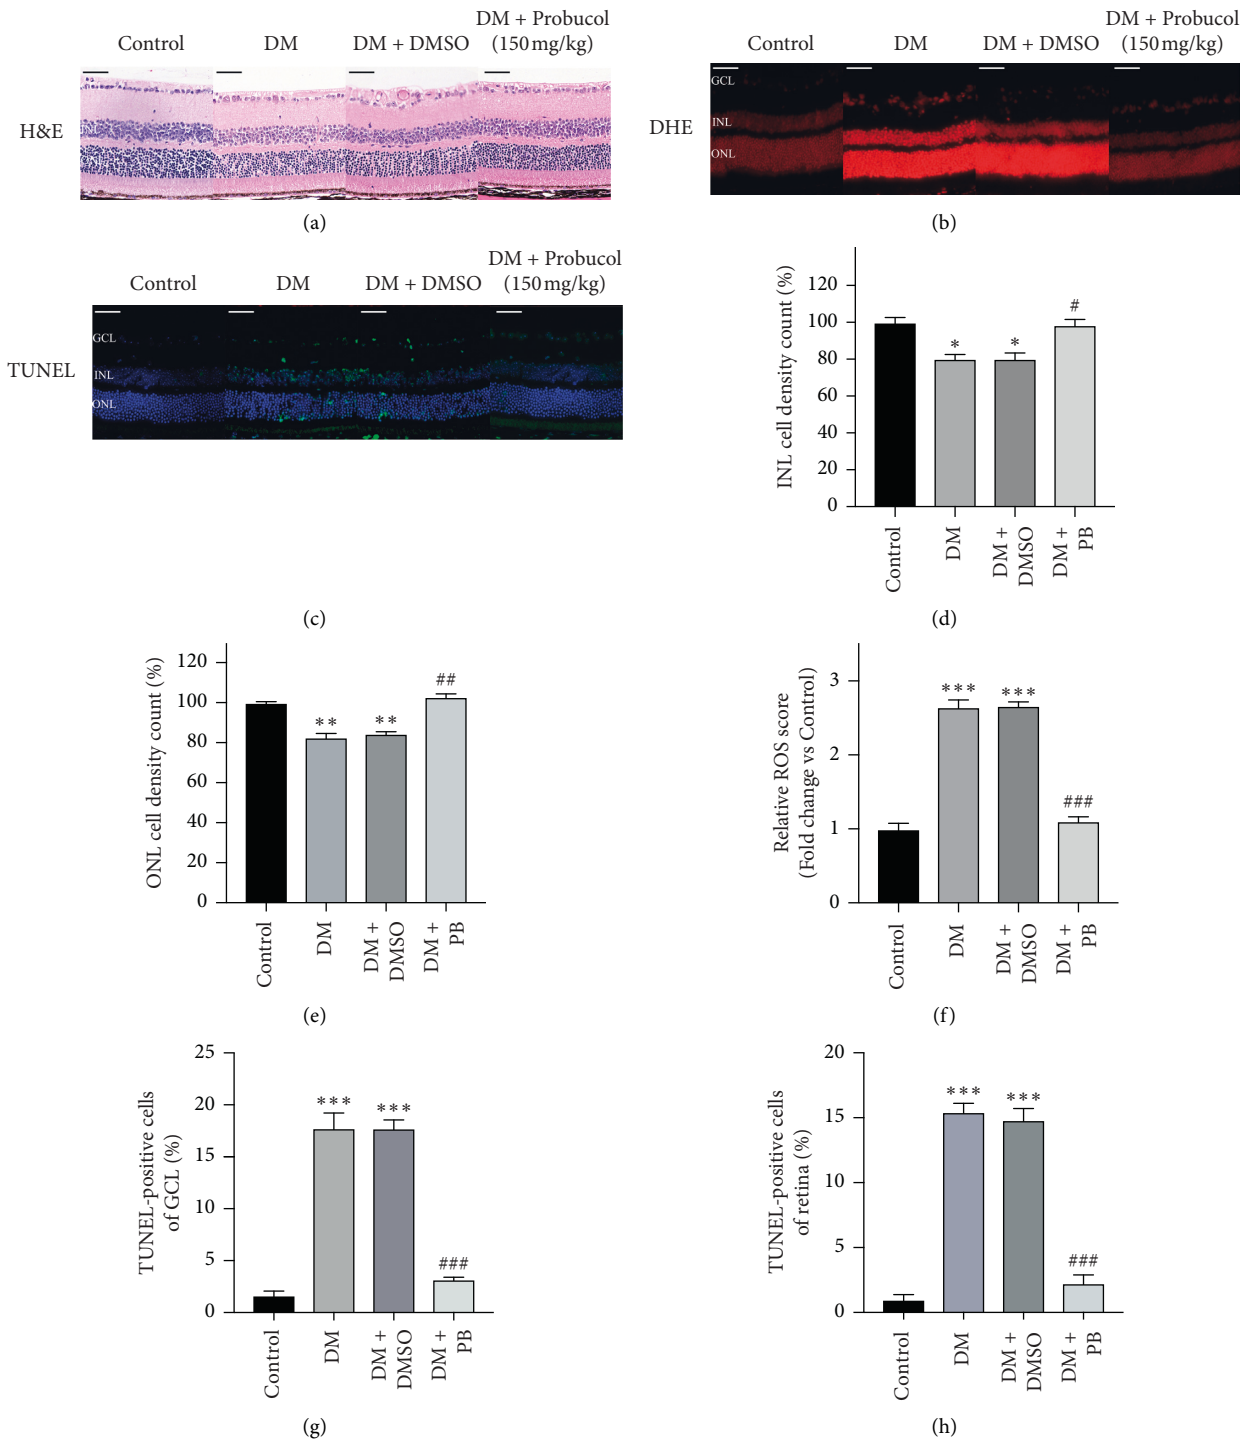 Control DM DM + DMSO DM + Probucol
(150 mg/kg)
H&E
INL
(a)
Control DM DM + DMSO DM + Probucol
(150 mg/kg)
DHE
GCL
INL
ONL
(b)
Control DM DM + DMSO DM + Probucol
(150 mg/kg)
TUNEL
GCL
INL
ONL
(c)
INL cell density count (%)
120
100
80
60
40
20
0
* * #
Control
DM
DM +
DMSO
DM +
PB
(d)
ONL cell density count (%)
120
100
80
60
40
20
0
** ** ##
Control
DM
DM +
DMSO
DM +
PB
(e)
Relative ROS score
(Fold change vs Control)
3
2
1
0
*** *** ###
Control
DM
DM +
DMSO
DM +
PB
(f)
TUNEL-positive cells
of GCL (%)
25
20
15
10
5
0
*** *** ###
Control
DM
DM +
DMSO
DM +
PB
(g)
TUNEL-positive cells
of retina (%)
20
15
10
5
0
*** *** ###
Control
DM
DM +
DMSO
DM +
PB
(h)